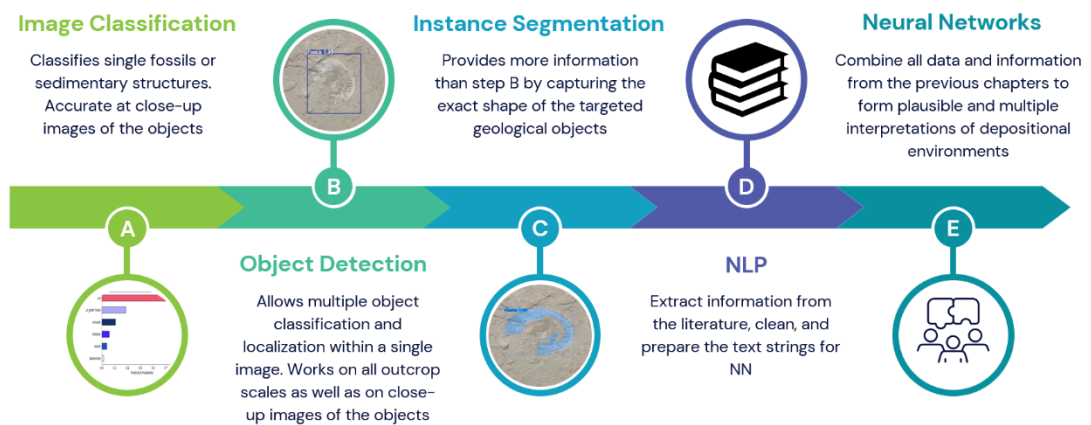 Image Classification
Classifies single fossils or
sedimentary structures.
Accurate at close-up
images of the objects
Instance Segmentation
Provides more information
than step B by capturing the
exact shape of the targeted
geological objects
Neural Networks
Combine all data and information
from the previous chapters to
form plausible and multiple
interpretations of depositional
environments
A
B
C
D
E
Object Detection
Allows multiple object
classification and
localization within a single
image. Works on all outcrop
scales as well as on close-
up images of the objects
NLP
Extract information from
the literature, clean, and
prepare the text strings for
NN